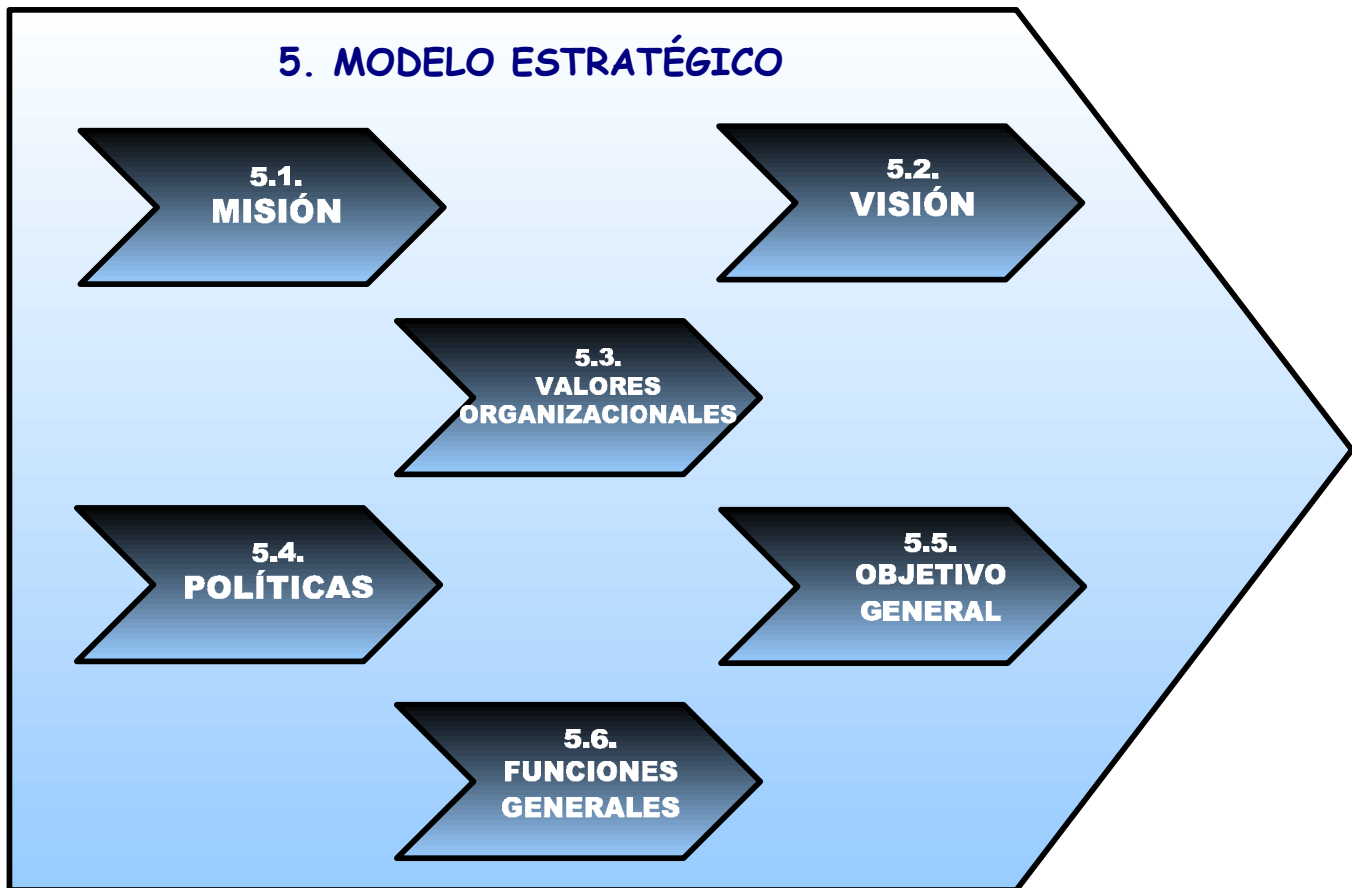 5. MODELO ESTRATÉGICO
5.1.
MISIÓN
5.2.
VISIÓN
5.3.
VALORES
ORGANIZACIONALES
5.4.
POLÍTICAS
5.5.
OBJETIVO
GENERAL
5.6.
FUNCIONES
GENERALES